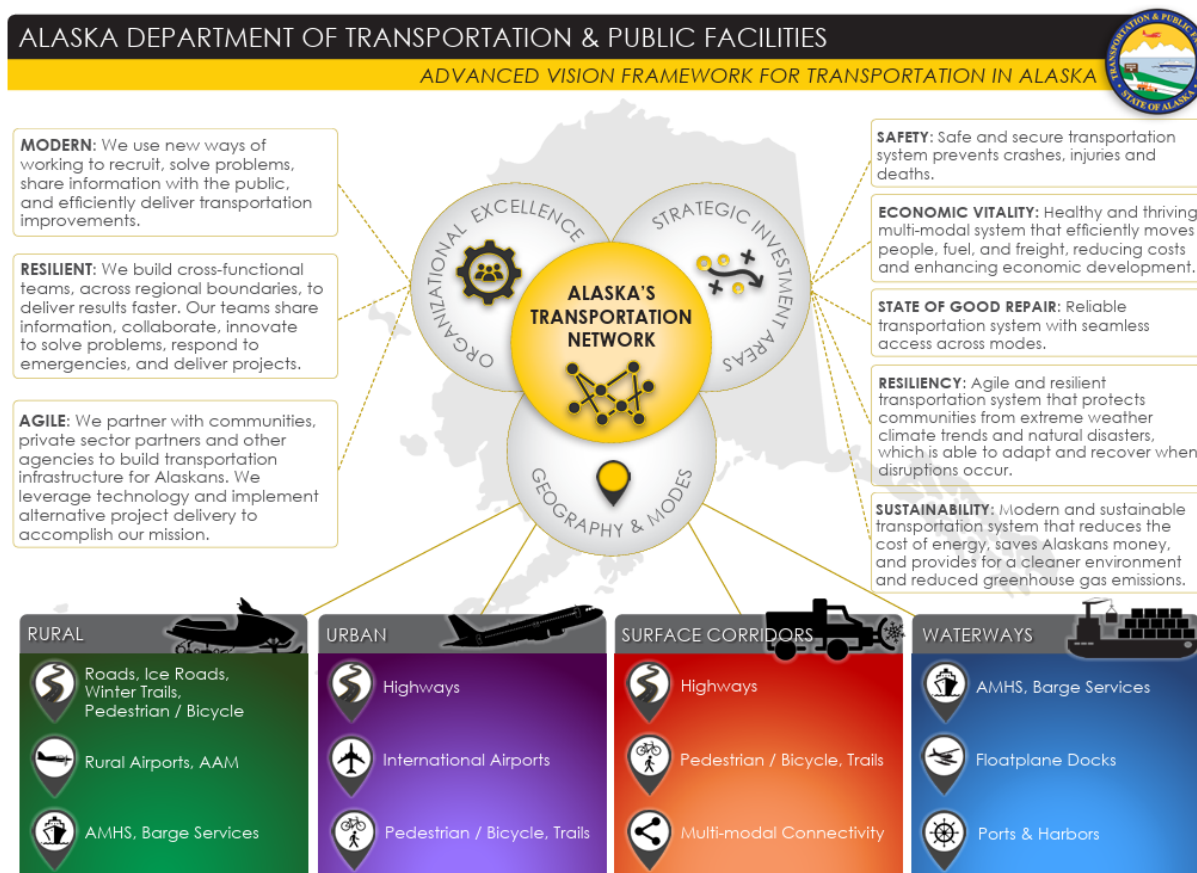 ALASKA DEPARTMENT OF TRANSPORTATION & PUBLIC FACILITIES
ADVANCED VISION FRAMEWORK FOR TRANSPORTATION IN ALASKA
TRANSPORTATION & PUBLIC
STATE OF ALASKA
MODERN: We use new ways of
working to recruit, solve problems,
share information with the public,
and efficiently deliver transportation
improvements.
RESILIENT: We build cross-functional
teams, across regional boundaries, to
deliver results faster. Our teams share
information, collaborate, innovate
to solve problems, respond to
emergencies, and deliver projects.
AGILE: We partner with communities,
private sector partners and other
agencies to build transportation
infrastructure for Alaskans. We
leverage technology and implement
alternative project delivery to
accomplish our mission.
ORGANIZATIONAL EXCELLENCE
STRATEGIC INVESTMENT AREAS
ALASKA'S
TRANSPORTATION
NETWORK
GEOGRAPHY & MODES
SAFETY: Safe and secure transportation
system prevents crashes, injuries and
deaths.
ECONOMIC VITALITY: Healthy and thriving
multi-modal system that efficiently moves
people, fuel, and freight, reducing costs
and enhancing economic development.
STATE OF GOOD REPAIR: Reliable
transportation system with seamless
access across modes.
RESILIENCY: Agile and resilient
transportation system that protects
communities from extreme weather
climate trends and natural disasters,
which is able to adapt and recover when
disruptions occur.
SUSTAINABILITY: Modern and sustainable
transportation system that reduces the
cost of energy, saves Alaskans money,
and provides for a cleaner environment
and reduced greenhouse gas emissions.
RURAL
Roads, Ice Roads,
Winter Trails,
Pedestrian / Bicycle
Rural Airports, AAM
AMHS, Barge Services
URBAN
Highways
International Airports
Pedestrian / Bicycle, Trails
SURFACE CORRIDORS
Highways
Pedestrian / Bicycle, Trails
Multi-modal Connectivity
WATERWAYS
AMHS, Barge Services
Floatplane Docks
Ports & Harbors